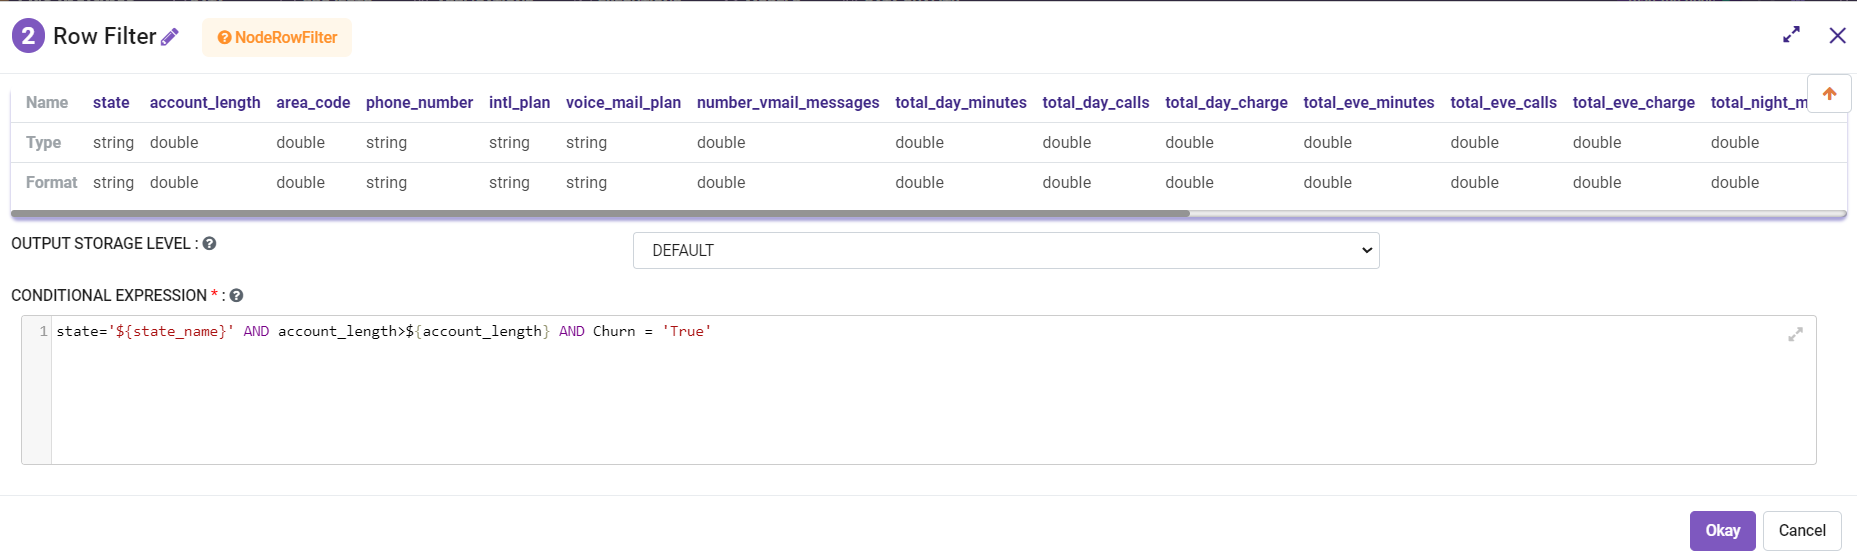 2 Row Filter NodeRowFilter
Name state account_length area_code phone_number intl_plan voice_mail_plan number_vmail_messages total_day_minutes total_day_calls total_day_charge total_eve_minutes total_eve_calls total_eve_charge total_night_m
Type string double double string string string double double double double double double double double
Format string double double string string string double double double double double double double double
OUTPUT STORAGE LEVEL :
DEFAULT
CONDITIONAL EXPRESSION * :
1 state='${state_name}' AND account_length>${account_length} AND Churn = 'True'
Okay Cancel